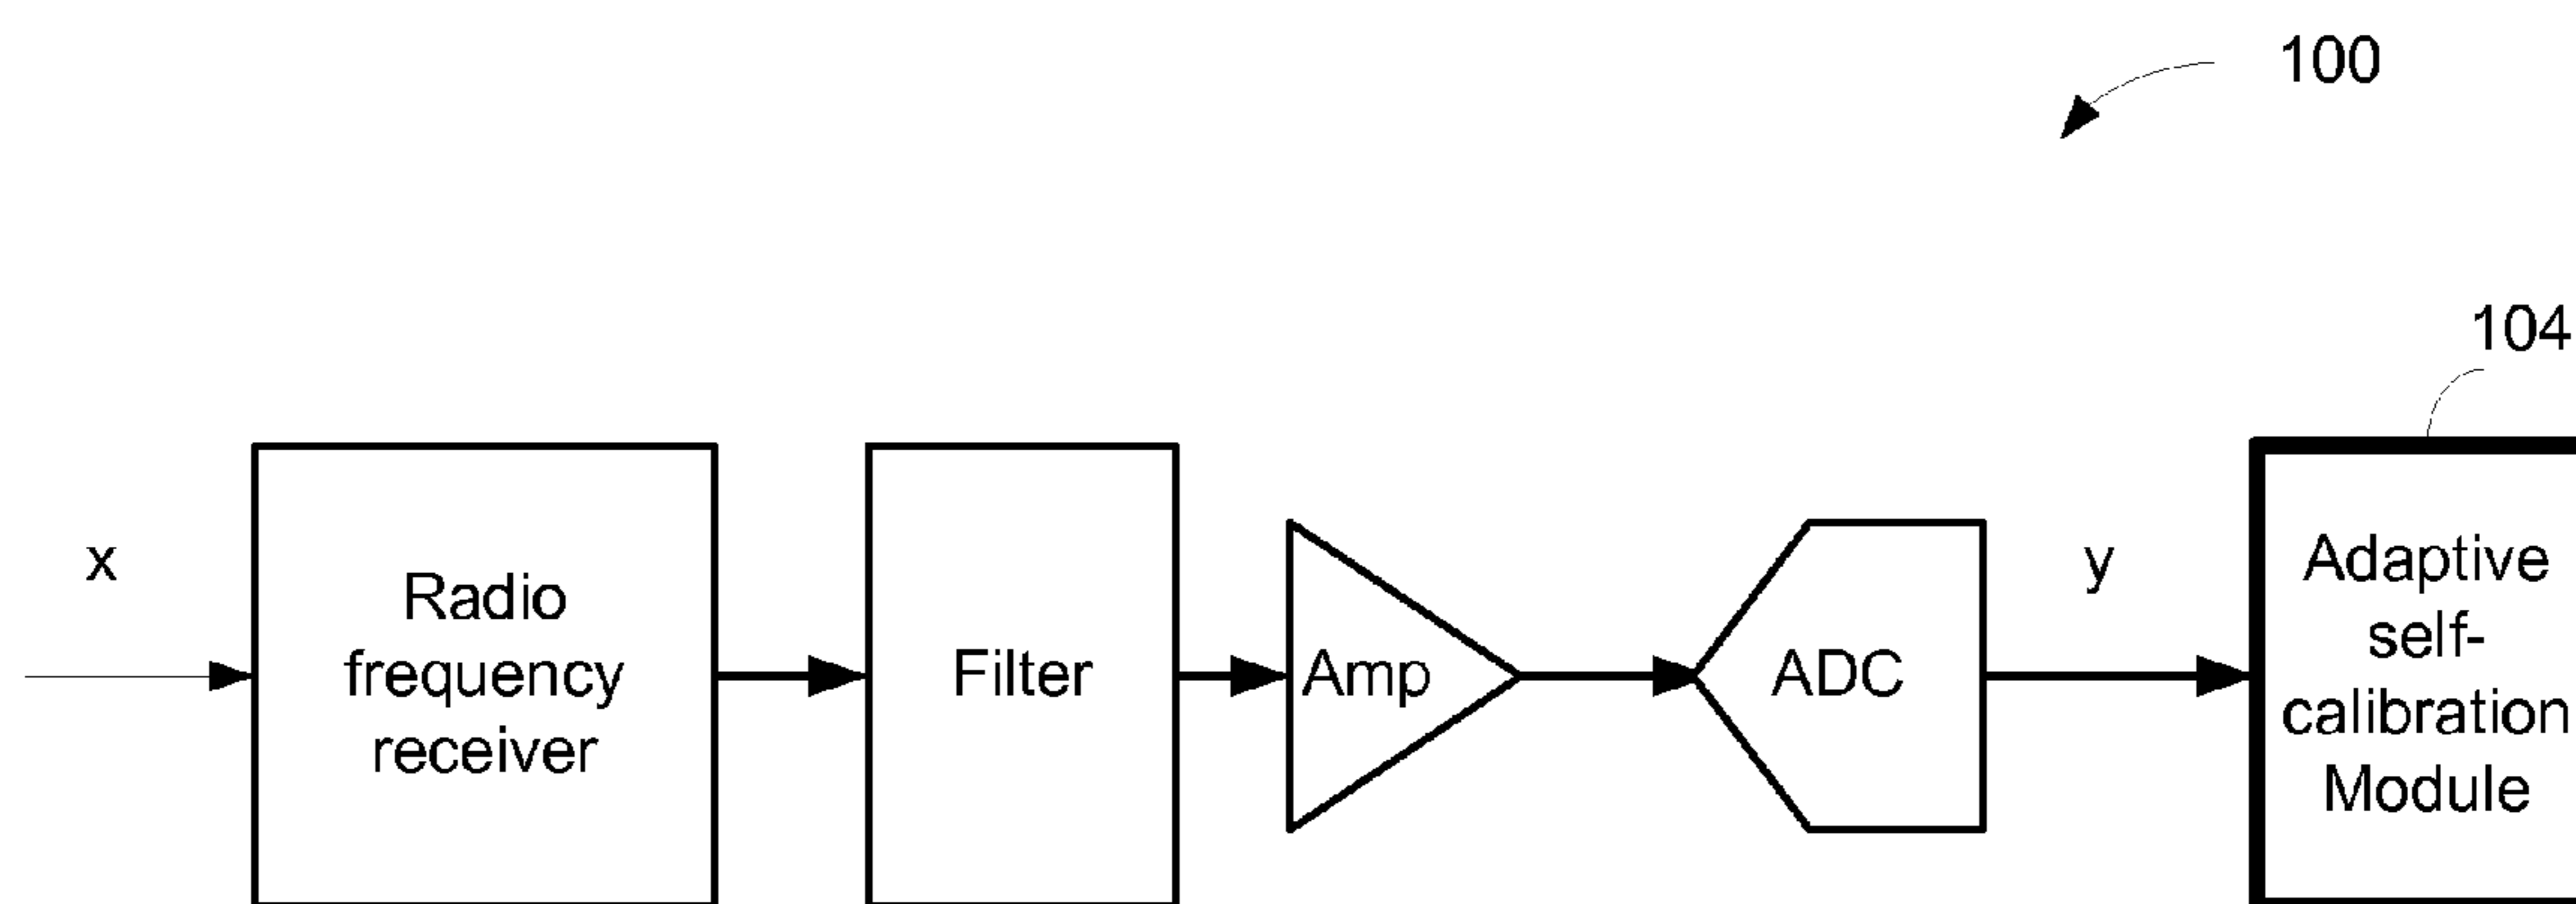 100
104
x
Radio
frequency
receiver
Filter
Amp
ADC
y
Adaptive
self-
calibration
Module